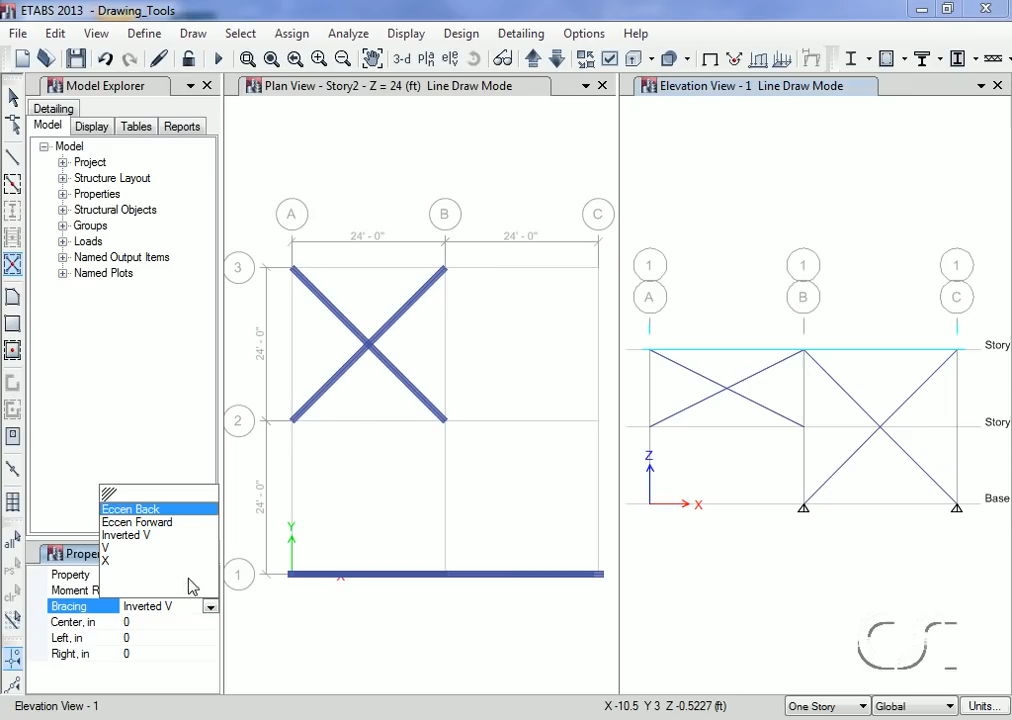 ETABS 2013 - Drawing_Tools
File Edit View Define Draw Select Assign Analyze Display Design Detailing Options Help
3-d
Model Explorer
Plan View - Story2 - Z = 24 (ft) Line Draw Mode
Elevation View - 1 Line Draw Mode
Detailing
Model Display Tables Reports
Model
Project
Structure Layout
Properties
Structural Objects
Groups
Loads
Named Output Items
Named Plots
A B C
24' - 0" 24' - 0"
3
24' - 0"
2
24' - 0"
Y
1
X
1 1 1
A B C
Story
Story
Z
X
Base
all
Eccen Back
Eccen Forward
Inverted V
V
X
Prope
Property
Moment R
Bracing Inverted V
Center, in 0
Left, in 0
Right, in 0
CSI
Elevation View - 1
X -10.5 Y 3 Z -0.5227 (ft)
One Story
Global
Units...